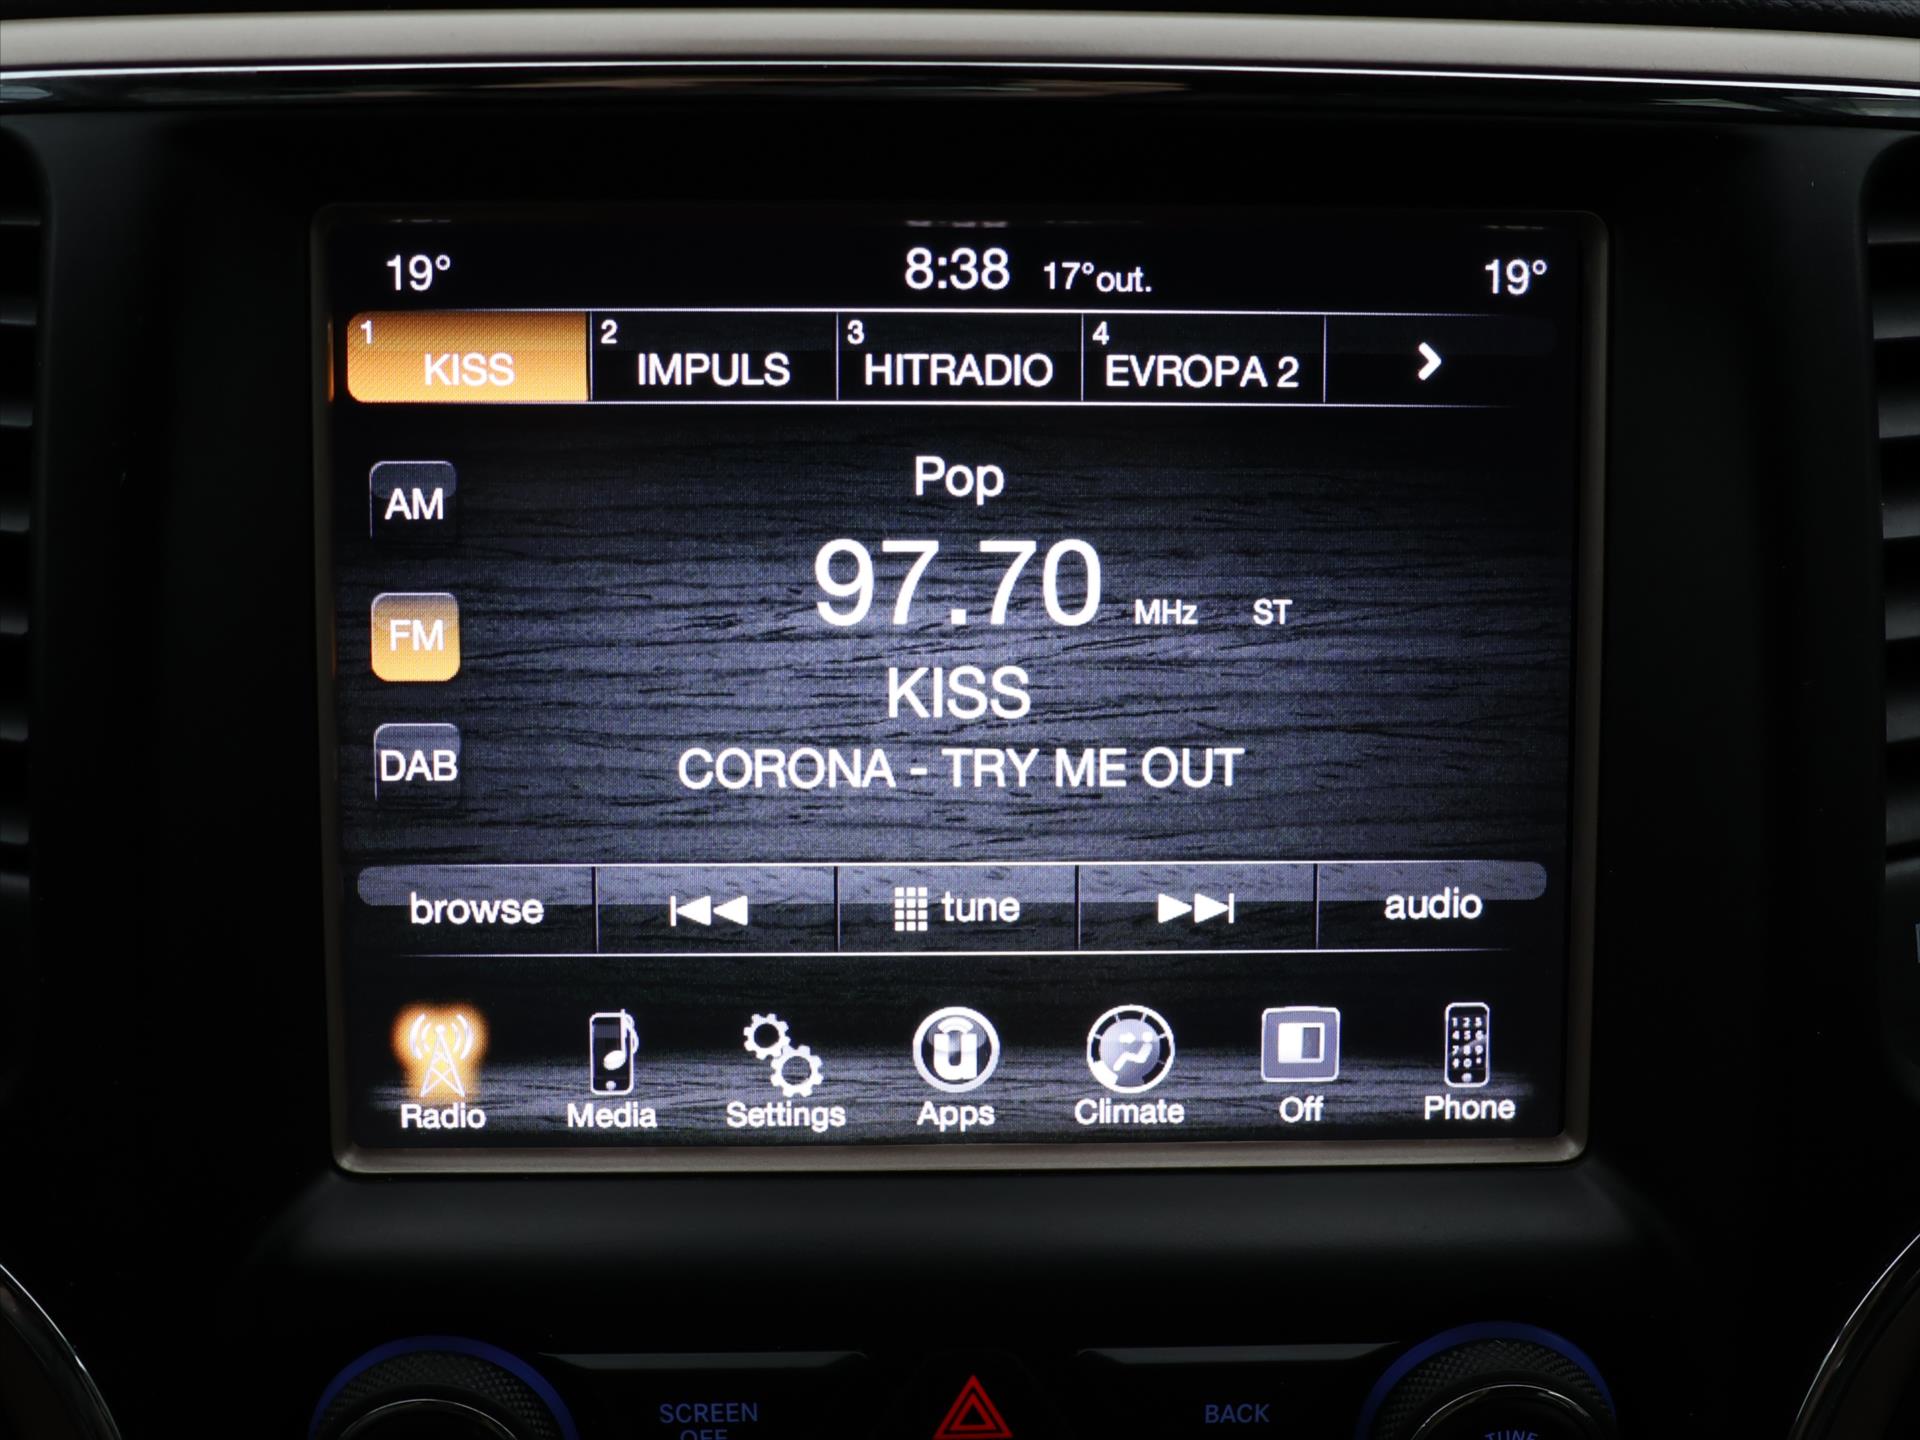 19° 8:38 17°out. 19°
1 KISS 2 IMPULS 3 HITRADIO 4 EVROPA 2
AM
Pop
97.70 MHz ST
FM
KISS
DAB
CORONA - TRY ME OUT
browse tune audio
Radio Media Settings Apps Climate Off Phone
SCREEN
OFF
BACK
TUNE